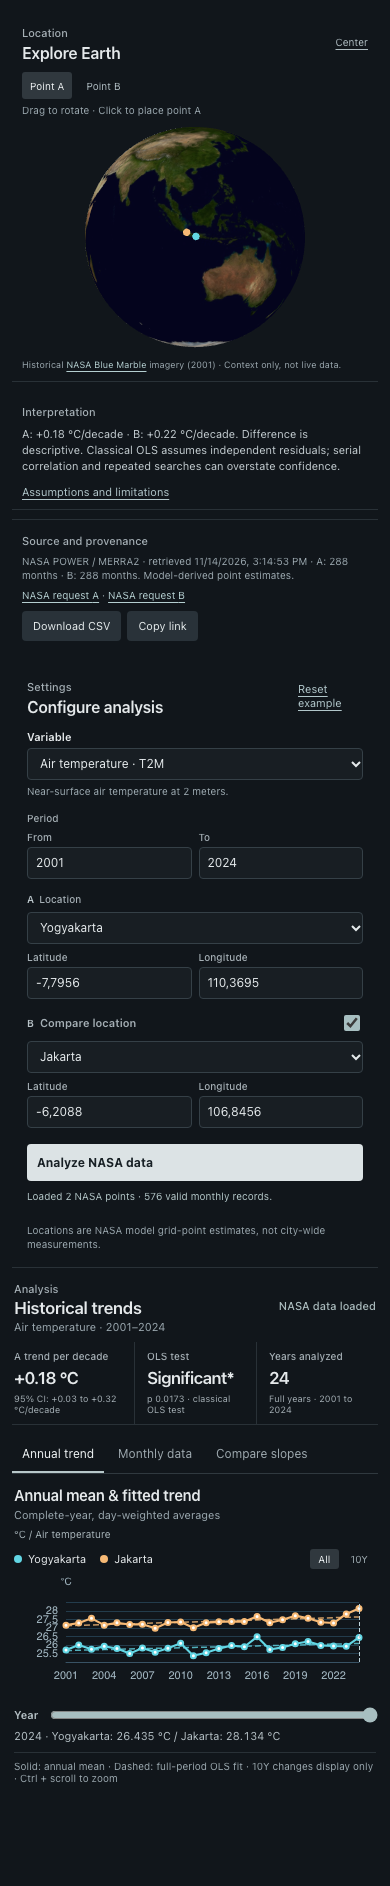 Location
Explore Earth
Center
Point A
Point B
Drag to rotate · Click to place point A
Historical NASA Blue Marble imagery (2001) · Context only, not live data.
Interpretation
A: +0.18 °C/decade · B: +0.22 °C/decade. Difference is
descriptive. Classical OLS assumes independent residuals; serial
correlation and repeated searches can overstate confidence.
Assumptions and limitations
Source and provenance
NASA POWER / MERRA2 · retrieved 11/14/2026, 3:14:53 PM · A: 288
months · B: 288 months. Model-derived point estimates.
NASA request A · NASA request B
Download CSV
Copy link
Settings
Configure analysis
Reset
example
Variable
Air temperature · T2M
Near-surface air temperature at 2 meters.
Period
From
To
2001
2024
A Location
Yogyakarta
Latitude
Longitude
-7,7956
110,3695
B Compare location
Jakarta
Latitude
Longitude
-6,2088
106,8456
Analyze NASA data
Loaded 2 NASA points · 576 valid monthly records.
Locations are NASA model grid-point estimates, not city-wide
measurements.
Analysis
Historical trends
NASA data loaded
Air temperature · 2001–2024
A trend per decade
+0.18 °C
95% CI: +0.03 to +0.32
°C/decade
OLS test
Significant*
p 0.0173 · classical
OLS test
Years analyzed
24
Full years · 2001 to
2024
Annual trend
Monthly data
Compare slopes
Annual mean & fitted trend
Complete-year, day-weighted averages
°C / Air temperature
Yogyakarta
Jakarta
All
10Y
°C
28
27.5
27
26.5
26
25.5
2001 2004 2007 2010 2013 2016 2019 2022
Year
2024 · Yogyakarta: 26.435 °C / Jakarta: 28.134 °C
Solid: annual mean · Dashed: full-period OLS fit · 10Y changes display only
· Ctrl + scroll to zoom